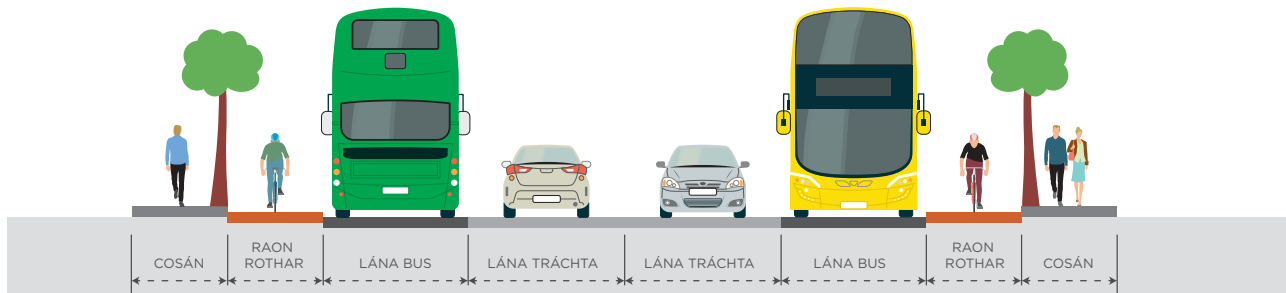 COSÁN
RAON
ROTHAR
LÁNA BUS
LÁNA TRÁCHTA
LÁNA TRÁCHTA
LÁNA BUS
RAON
ROTHAR
COSÁN